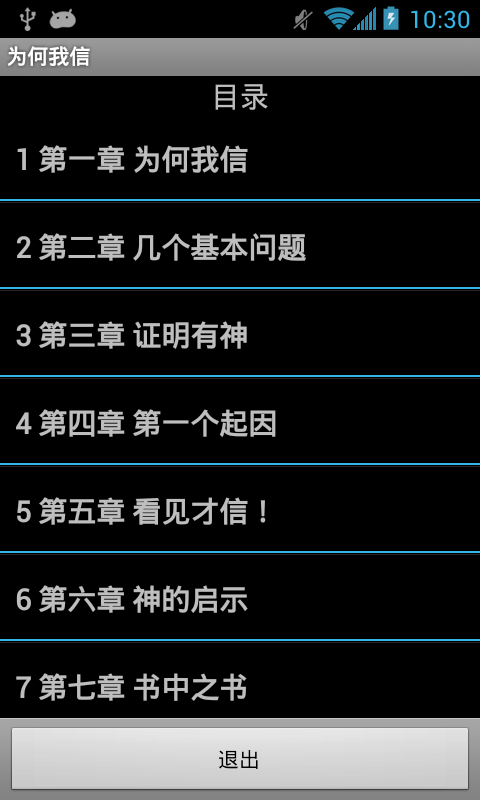 10:30
为何我信
目录
1 第一章 为何我信
2 第二章 几个基本问题
3 第三章 证明有神
4 第四章 第一个起因
5 第五章 看见才信！
6 第六章 神的启示
7 第七章 书中之书
退出